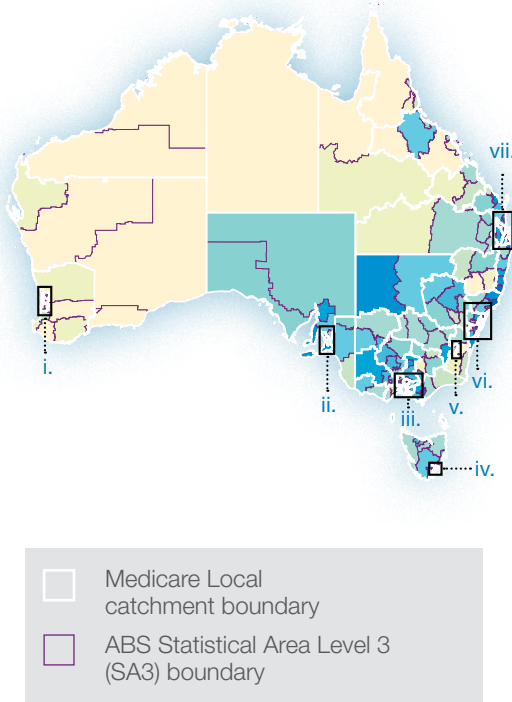 vii.
i.
ii.
iii.
v.
vi.
iv.
Medicare Local
catchment boundary
ABS Statistical Area Level 3
(SA3) boundary